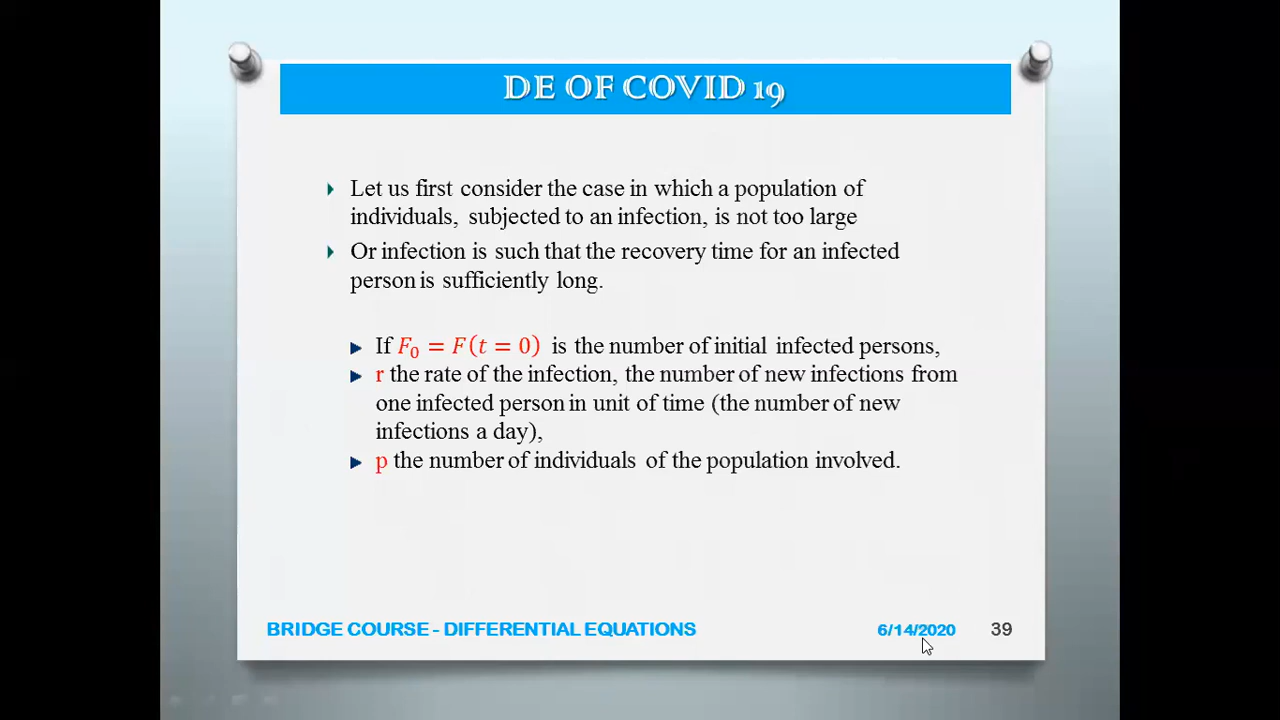 DE OF COVID 19
Let us first consider the case in which a population of
individuals, subjected to an infection, is not too large
Or infection is such that the recovery time for an infected
person is sufficiently long.
If F₀ = F(t = 0) is the number of initial infected persons,
r the rate of the infection, the number of new infections from
one infected person in unit of time (the number of new
infections a day),
p the number of individuals of the population involved.
BRIDGE COURSE - DIFFERENTIAL EQUATIONS 6/14/2020 39